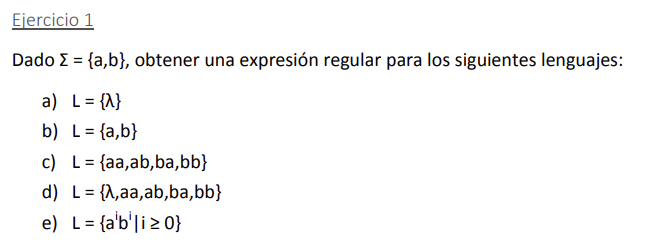 Ejercicio 1
Dado Σ = {a,b}, obtener una expresión regular para los siguientes lenguajes:
a) L = {λ}
b) L = {a,b}
c) L = {aa,ab,ba,bb}
d) L = {λ,aa,ab,ba,bb}
e) L = {aⁱbⁱ|i ≥ 0}